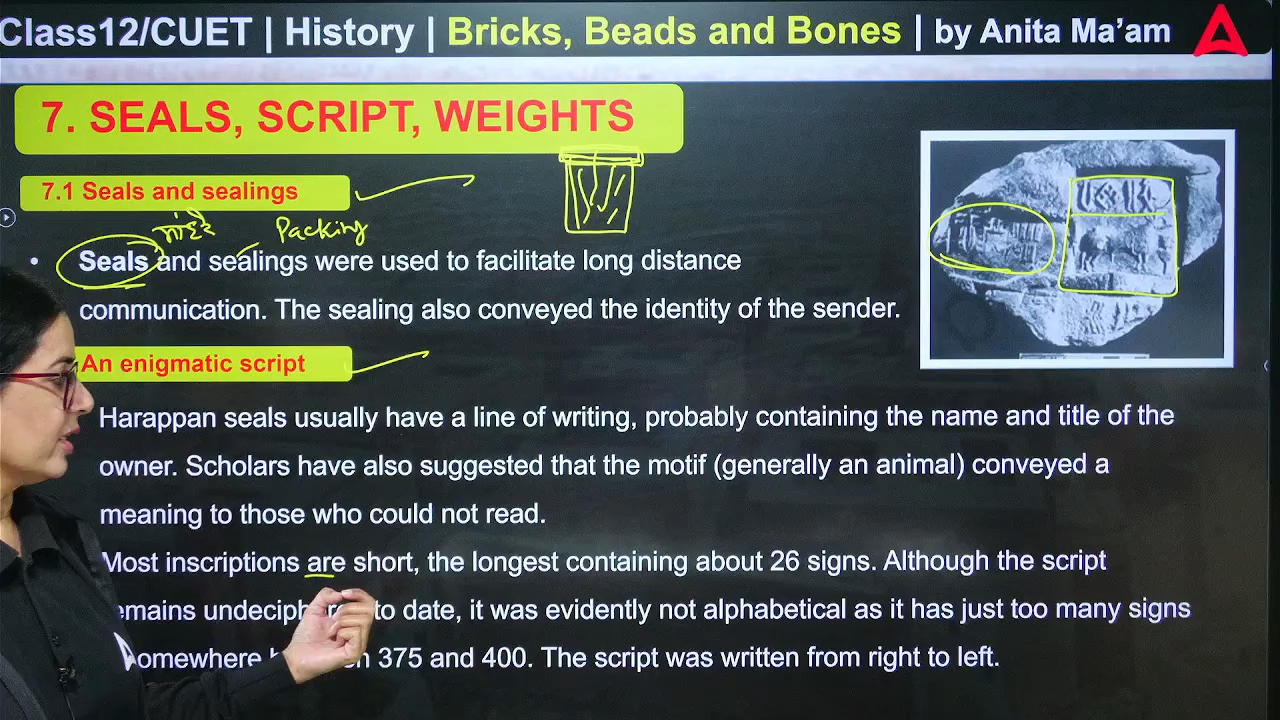 Class12/CUET | History | Bricks, Beads and Bones | by Anita Ma’am
7. SEALS, SCRIPT, WEIGHTS
7.1 Seals and sealings
Packing
• Seals and sealings were used to facilitate long distance
communication. The sealing also conveyed the identity of the sender.
An enigmatic script
Harappan seals usually have a line of writing, probably containing the name and title of the
owner. Scholars have also suggested that the motif (generally an animal) conveyed a
meaning to those who could not read.
Most inscriptions are short, the longest containing about 26 signs. Although the script
to date, it was evidently not alphabetical as it has just too many signs
375 and 400. The script was written from right to left.